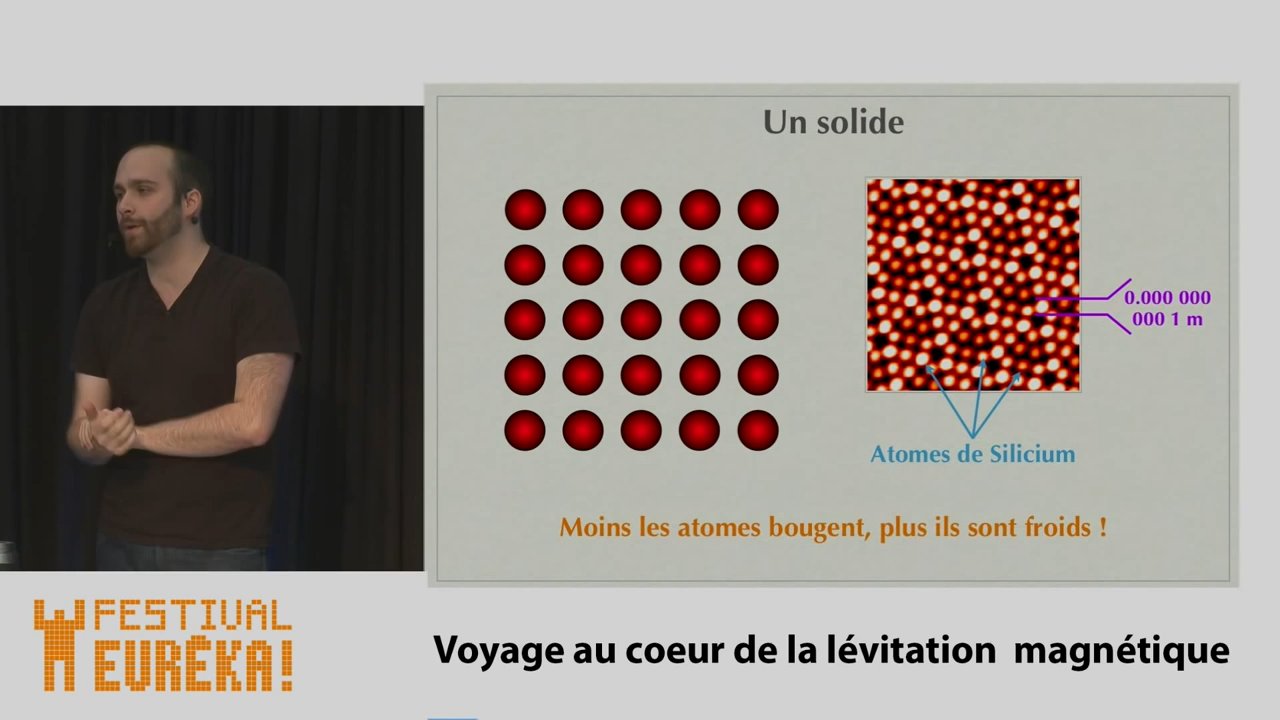 Un solide
0.000 000
000 1 m
Atomes de Silicium
Moins les atomes bougent, plus ils sont froids !
FESTIVAL
EURÊKA!
Voyage au coeur de la lévitation magnétique